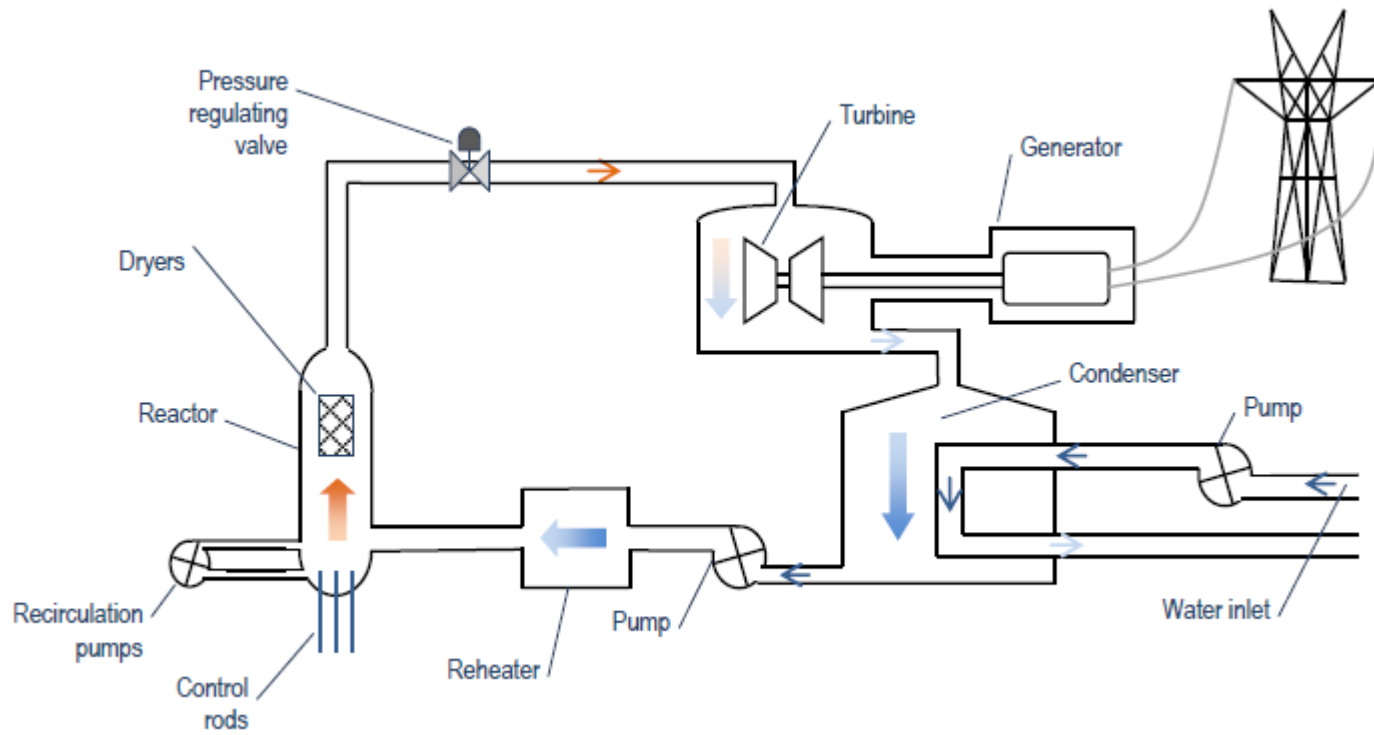 Pressure
regulating
valve
Turbine
Generator
Dryers
Reactor
Condenser
Pump
Recirculation
pumps
Control
rods
Reheater
Pump
Water inlet